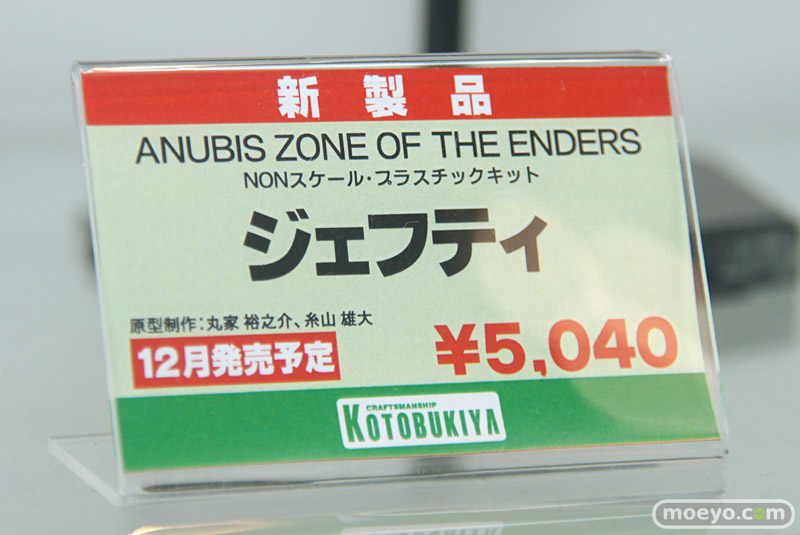 新製品
ANUBIS ZONE OF THE ENDERS
NONスケール・プラスチックキット
ジェフティ
原型制作：丸家 裕之介、糸山 雄大
12月発売予定
¥5,040
CRAFTSMANSHIP
KOTOBUKIYA
moeyo.com